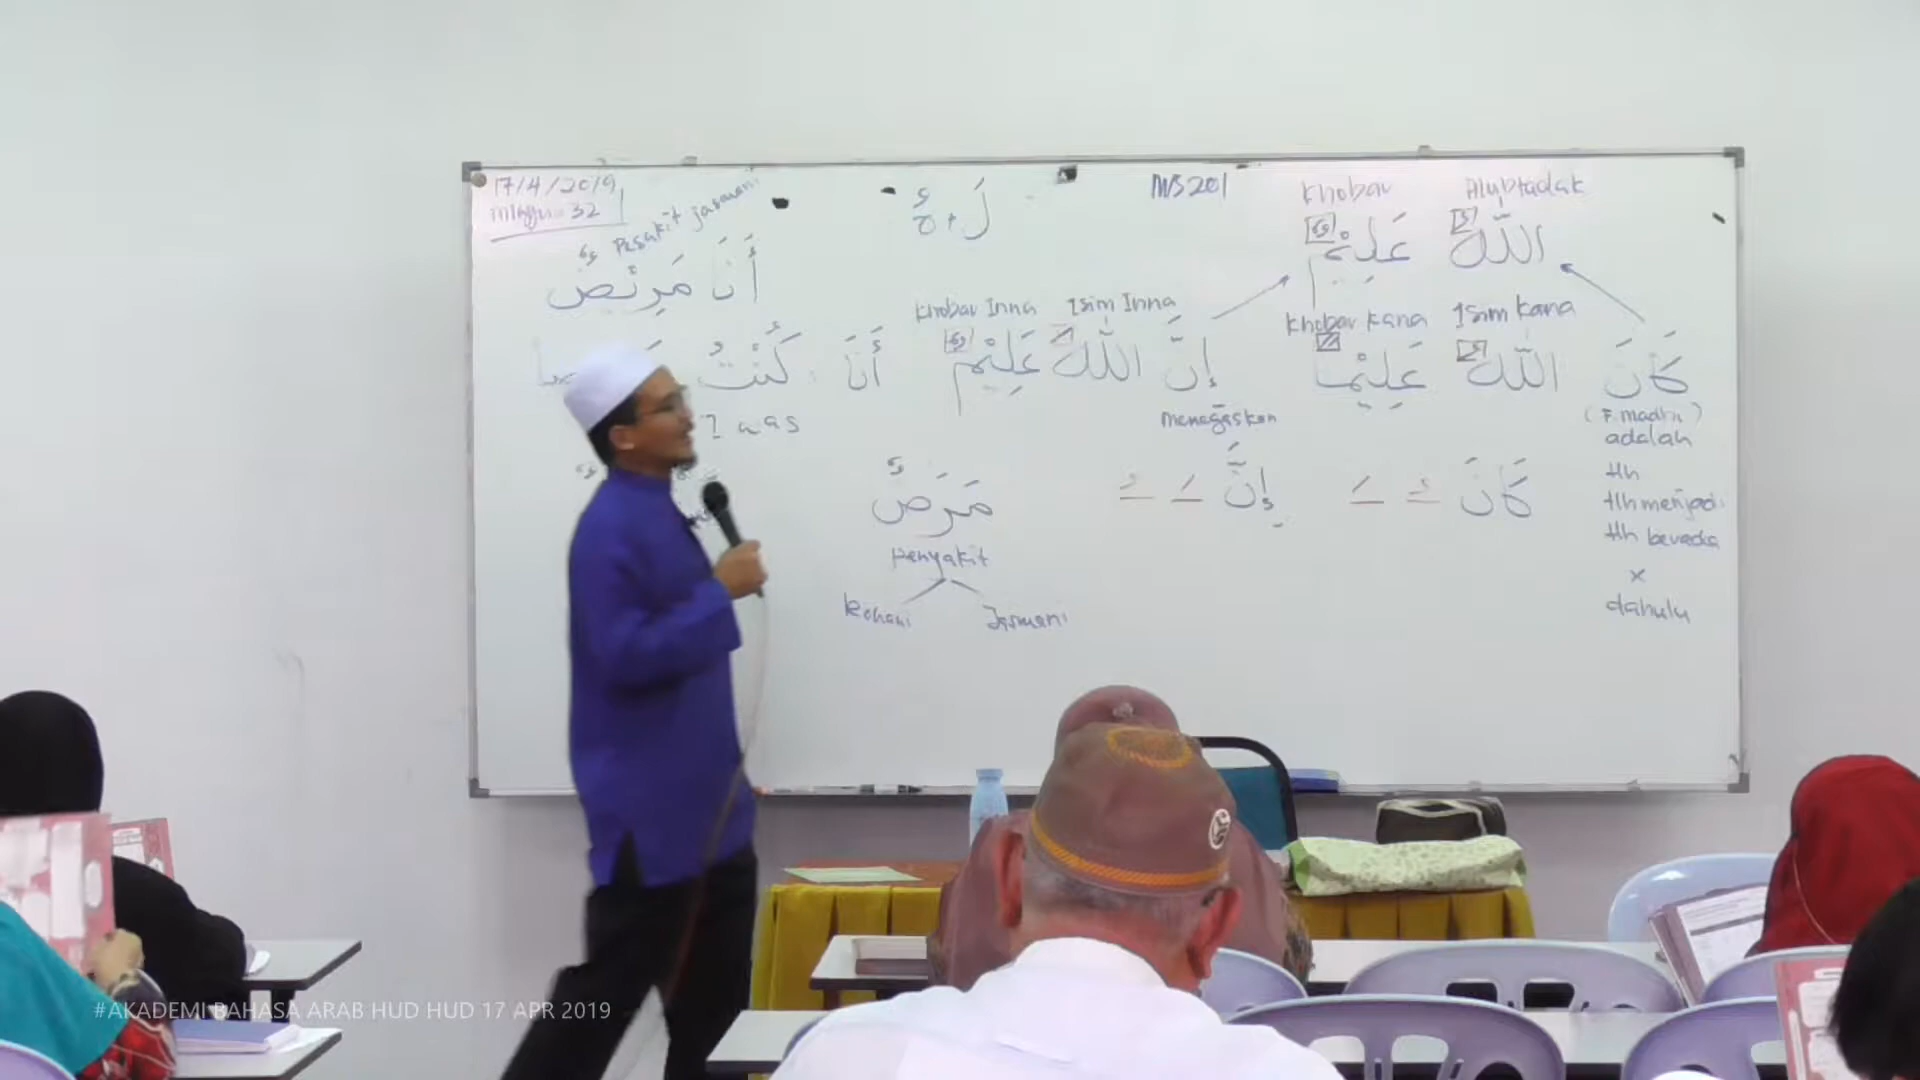 17/4/2019
minggu 32
Pesakit jasmani
أَنَا مَرِيْضٌ
أَنَا كُنْتُ
لَ + حٌ
MS201
Khobar
اللّٰهُ عَلِيْمٌ
Khobar Inna Isim Inna
إِنَّ اللّٰهَ عَلِيْمٌ
menegaskan
Khobar kana Isim kana
كَانَ اللّٰهُ عَلِيْمًا
(F. madhi)
adalah
tlh
tlh menjadi
tlh berada
x
dahulu
إِنَّ
كَانَ
مَرَضٌ
penyakit
Rohani Jasmani
#AKADEMI BAHASA ARAB HUD HUD 17 APR 2019